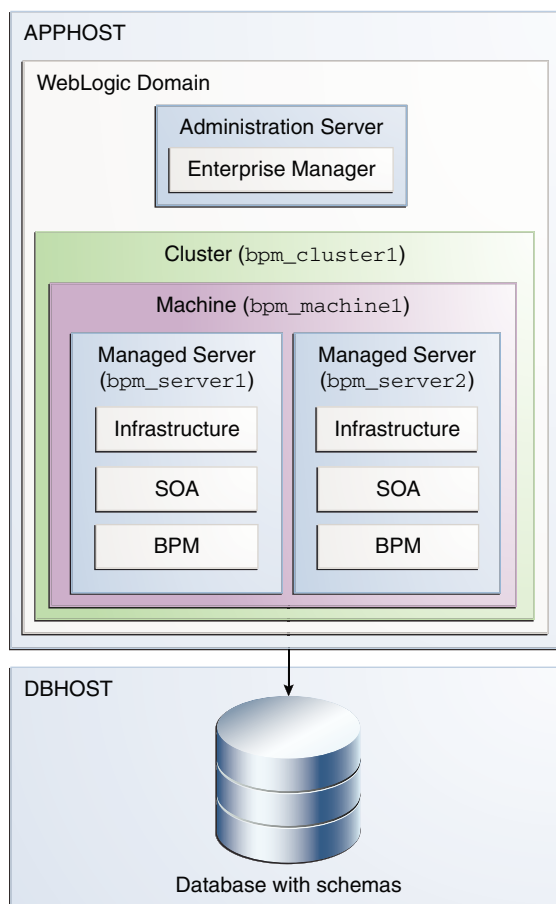 APPHOST
WebLogic Domain
Administration Server
Enterprise Manager
Cluster (bpm_cluster1)
Machine (bpm_machine1)
Managed Server
(bpm_server1)
Infrastructure
SOA
BPM
Managed Server
(bpm_server2)
Infrastructure
SOA
BPM
DBHOST
Database with schemas